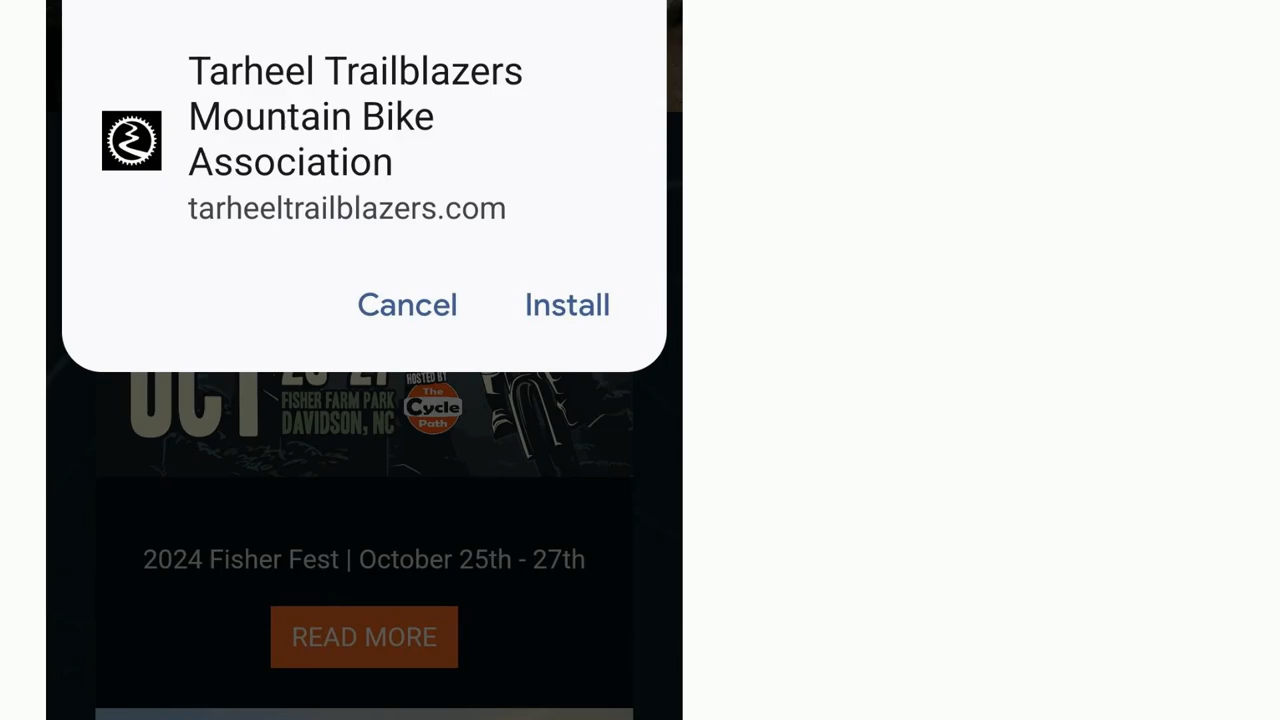 Tarheel Trailblazers
Mountain Bike
Association
tarheeltrailblazers.com
Cancel
Install
OCT
HOSTED BY
FISHER FARM PARK
DAVIDSON, NC
The
Cycle
Path
2024 Fisher Fest | October 25th - 27th
READ MORE